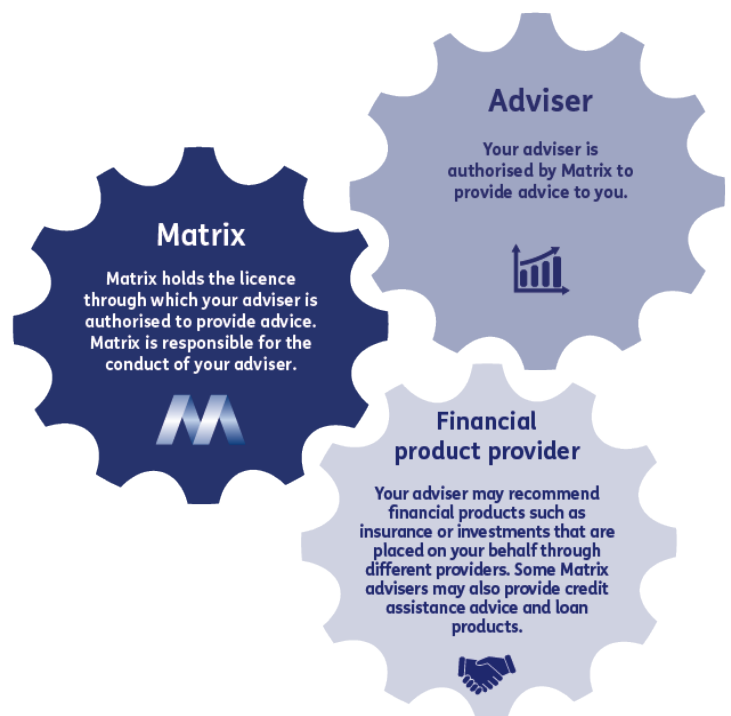 Adviser
Your adviser is
authorised by Matrix to
provide advice to you.
Matrix
Matrix holds the licence
through which your adviser is
authorised to provide advice.
Matrix is responsible for the
conduct of your adviser.
Financial
product provider
Your adviser may recommend
financial products such as
insurance or investments that are
placed on your behalf through
different providers. Some Matrix
advisers may also provide credit
assistance advice and loan
products.